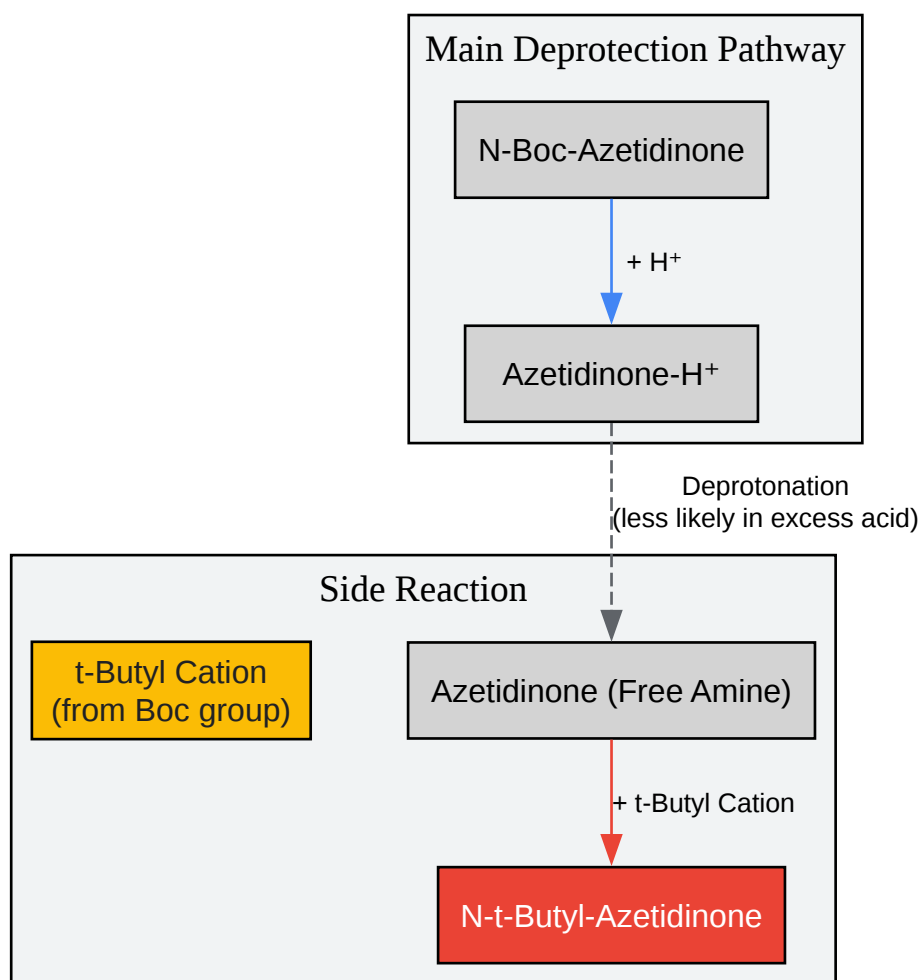 Main Deprotection Pathway
N-Boc-Azetidinone
+ H⁺
Azetidinone-H⁺
Deprotonation
(less likely in excess acid)
Side Reaction
t-Butyl Cation
(from Boc group)
Azetidinone (Free Amine)
+ t-Butyl Cation
N-t-Butyl-Azetidinone